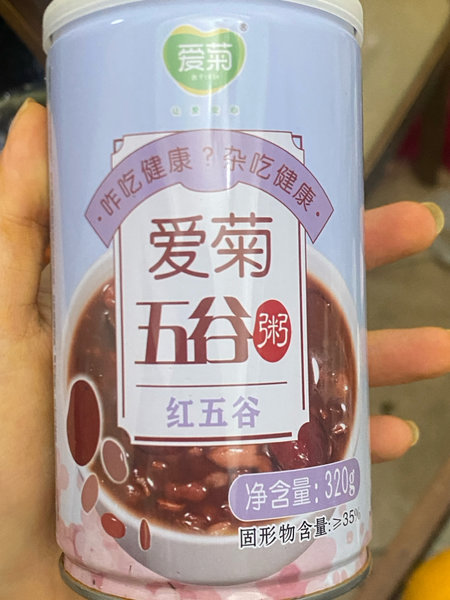 爱菊
咋吃健康?杂吃健康
爱菊
五谷粥
红五谷
净含量:320g
固形物含量:≥35%